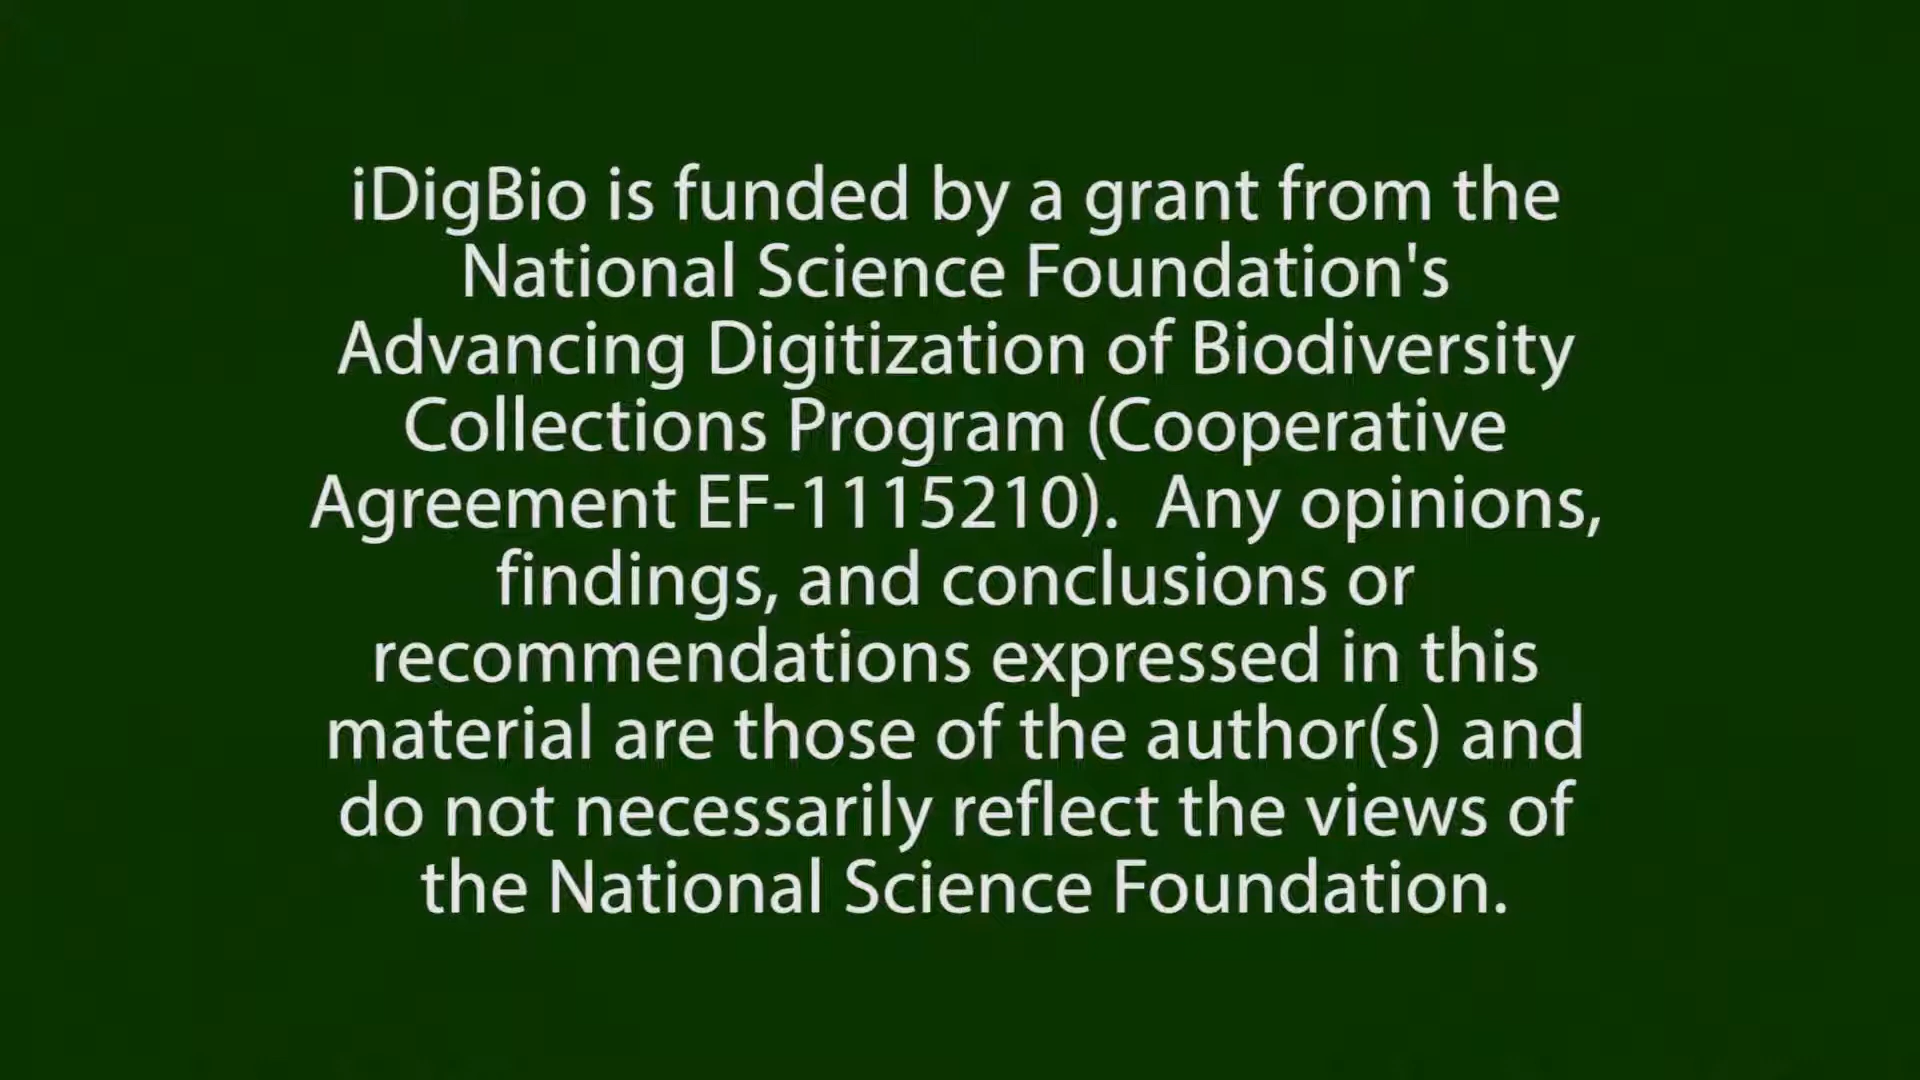 iDigBio is funded by a grant from the
National Science Foundation's
Advancing Digitization of Biodiversity
Collections Program (Cooperative
Agreement EF-1115210).  Any opinions,
findings, and conclusions or
recommendations expressed in this
material are those of the author(s) and
do not necessarily reflect the views of
the National Science Foundation.